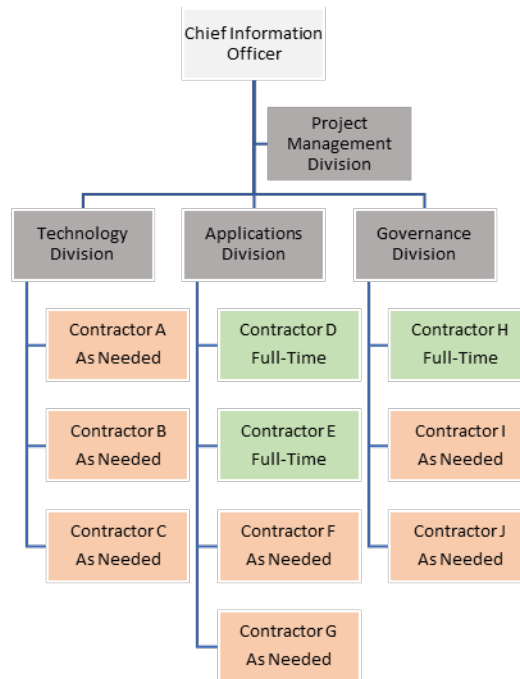 Chief Information
Officer
Project
Management
Division
Technology
Division
Applications
Division
Governance
Division
Contractor A
As Needed
Contractor D
Full-Time
Contractor H
Full-Time
Contractor B
As Needed
Contractor E
Full-Time
Contractor I
As Needed
Contractor C
As Needed
Contractor F
As Needed
Contractor J
As Needed
Contractor G
As Needed